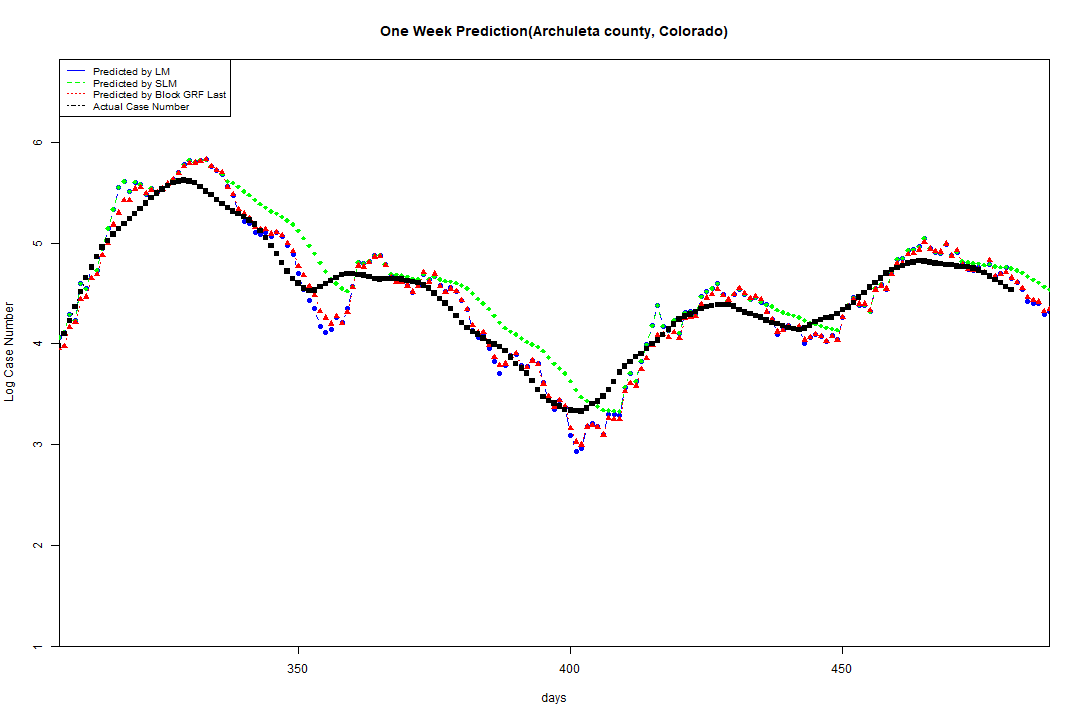 One Week Prediction(Archuleta county, Colorado)
Predicted by LM
Predicted by SLM
Predicted by Block GRF Last
Actual Case Number
6
5
4
3
2
1
Log Case Number
350
400
450
days